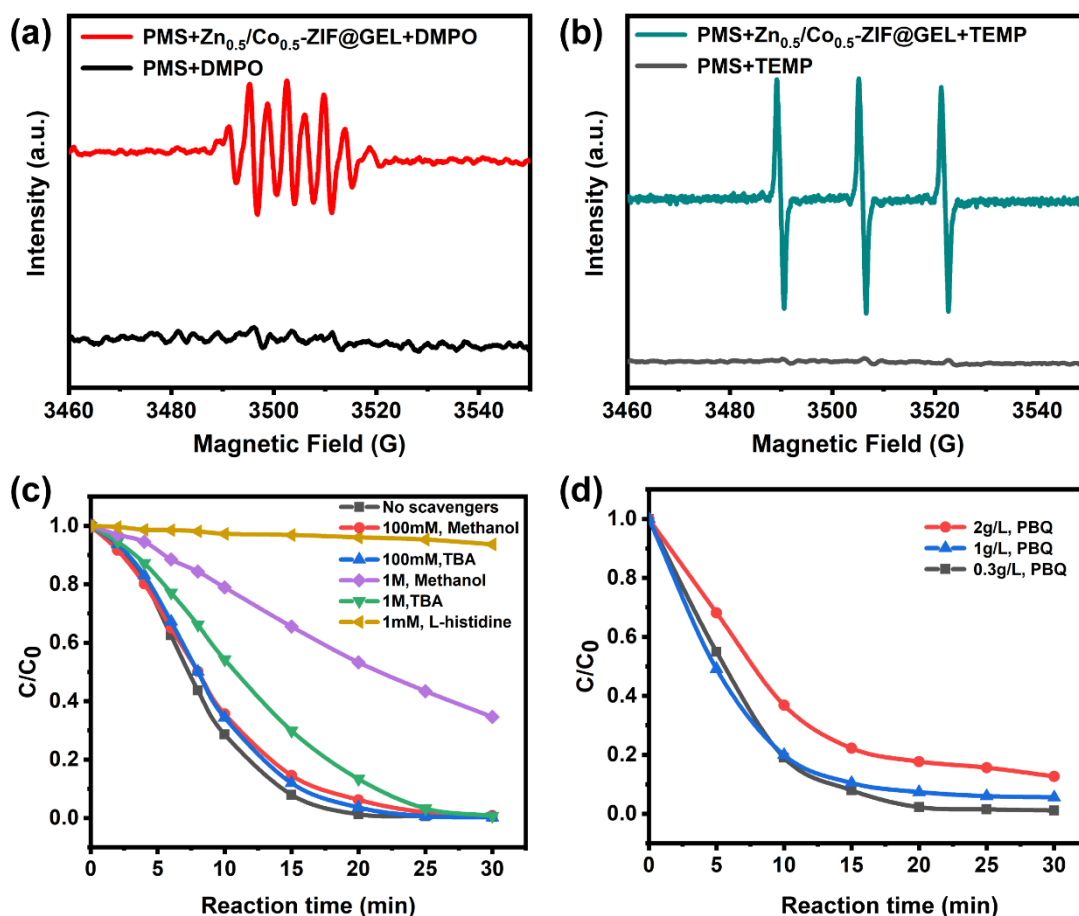 (a)
PMS+Zn0.5/Co0.5-ZIF@GEL+DMPO
PMS+DMPO
Intensity (a.u.)
3460 3480 3500 3520 3540
Magnetic Field (G)
(b)
PMS+Zn0.5/Co0.5-ZIF@GEL+TEMP
PMS+TEMP
Intensity (a.u.)
3460 3480 3500 3520 3540
Magnetic Field (G)
(c)
No scavengers
100mM, Methanol
100mM,TBA
1M, Methanol
1M,TBA
1mM, L-histidine
C/C0
1.0
0.8
0.6
0.4
0.2
0.0
0 5 10 15 20 25 30
Reaction time (min)
(d)
2g/L, PBQ
1g/L, PBQ
0.3g/L, PBQ
C/C0
1.0
0.8
0.6
0.4
0.2
0.0
0 5 10 15 20 25 30
Reaction time (min)